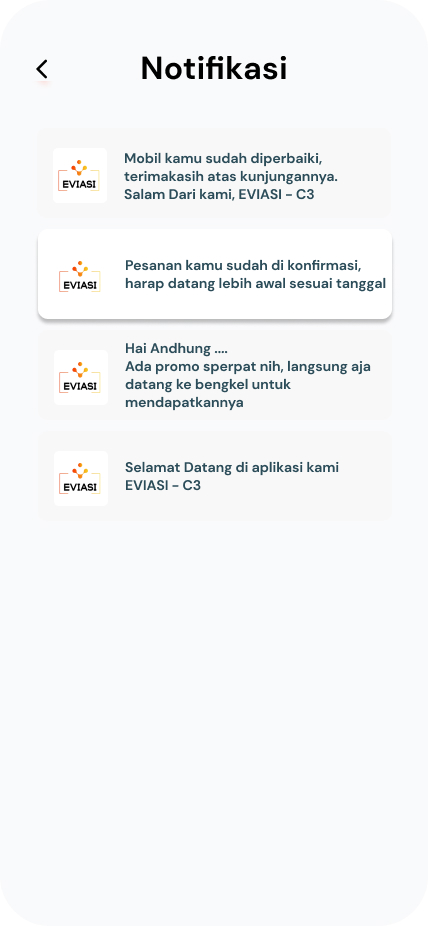 Notifikasi
EVIASI
Mobil kamu sudah diperbaiki,
terimakasih atas kunjungannya.
Salam Dari kami, EVIASI - C3
EVIASI
Pesanan kamu sudah di konfirmasi,
harap datang lebih awal sesuai tanggal
EVIASI
Hai Andhung ....
Ada promo sperpat nih, langsung aja
datang ke bengkel untuk
mendapatkannya
EVIASI
Selamat Datang di aplikasi kami
EVIASI - C3